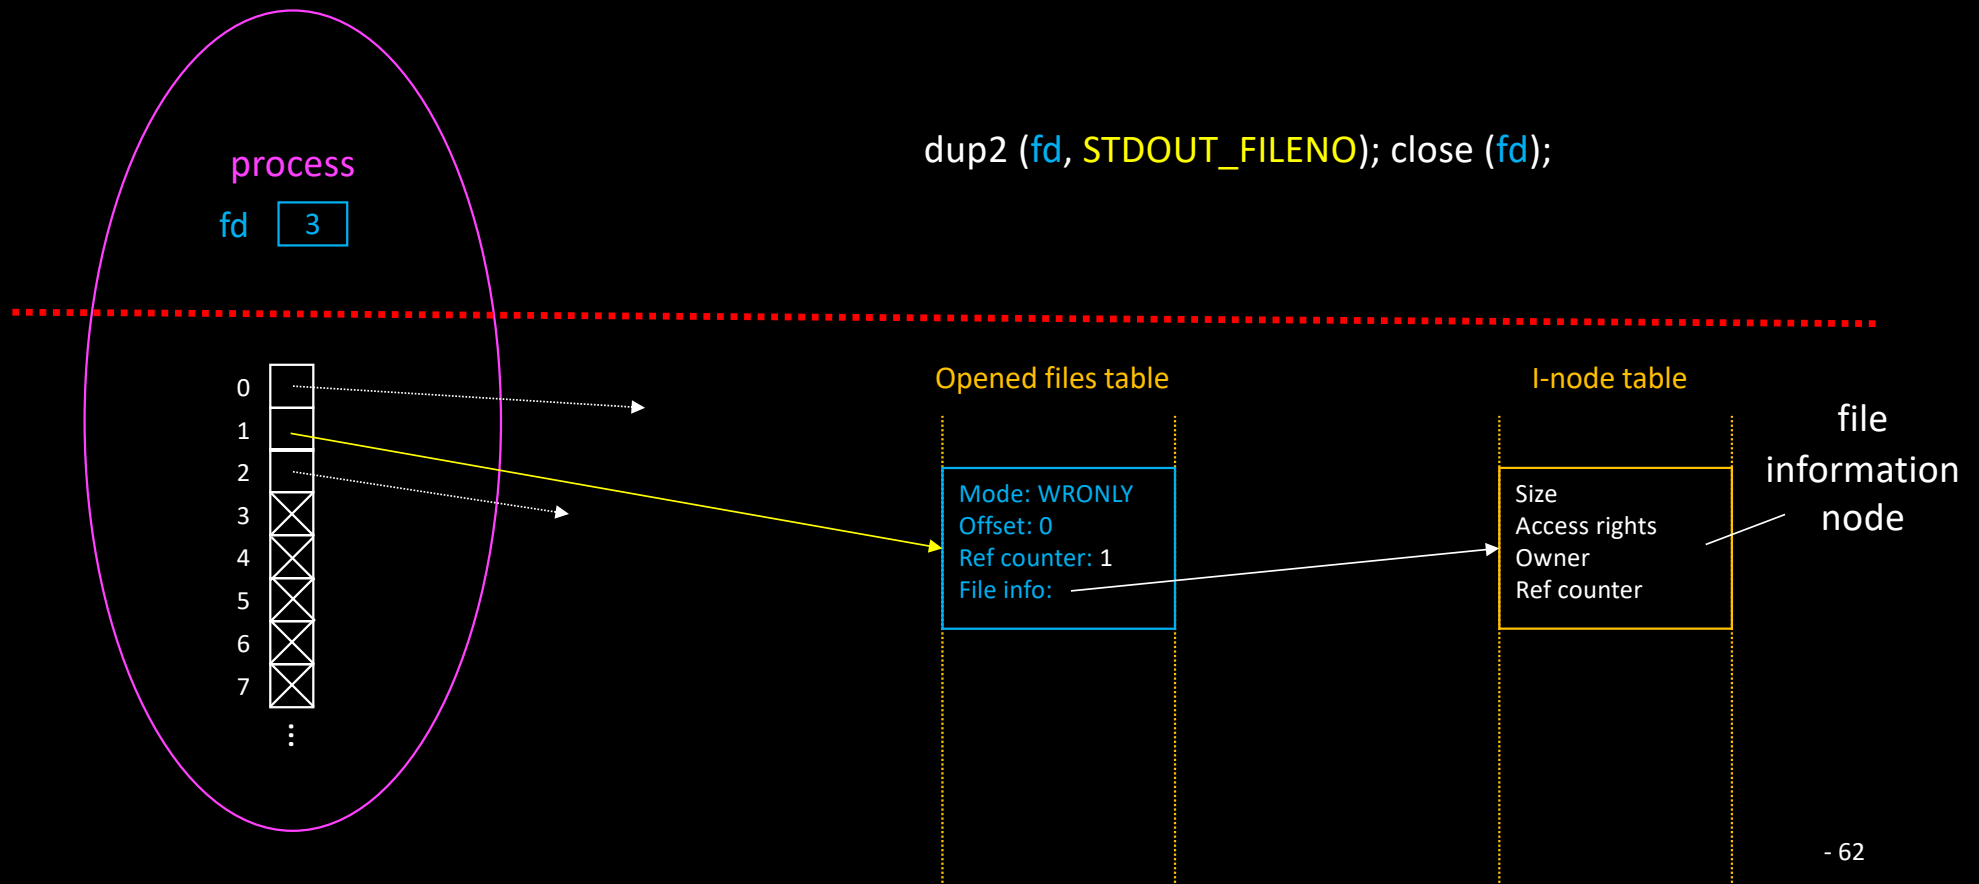 dup2 (fd, STDOUT_FILENO); close (fd);
process
fd 3
0
1
2
3
4
5
6
7
...
Opened files table
Mode: WRONLY
Offset: 0
Ref counter: 1
File info:
I-node table
Size
Access rights
Owner
Ref counter
file
information
node
- 62